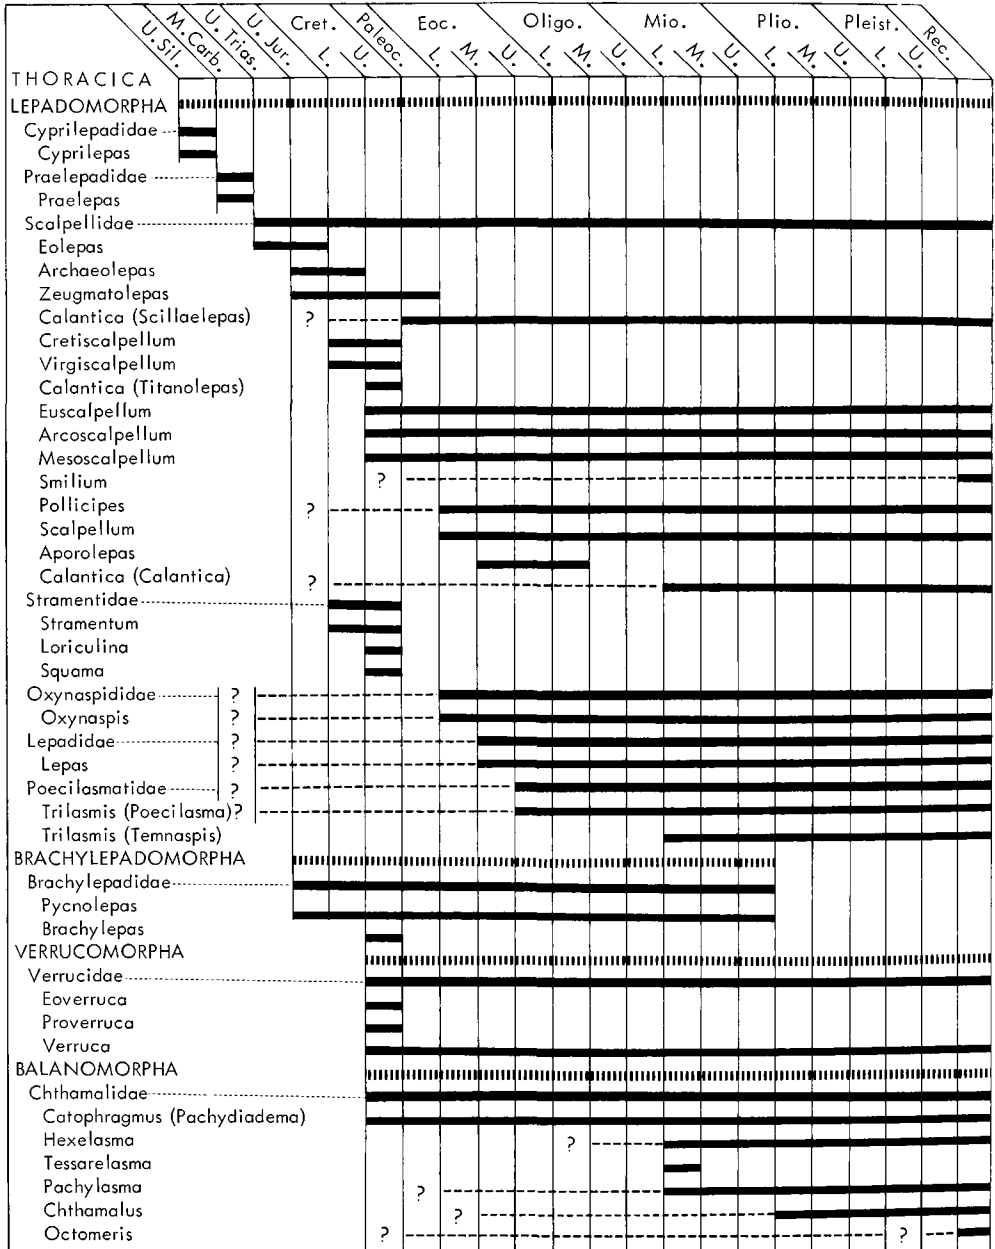 U. Sil. M. Carb. U. Trias. U. Jur. Cret. L. U. Paleoc. Eoc. L. M. U. Oligo. L. M. U. Mio. L. M. U. Plio. L. M. U. Pleist. L. U. Rec.
THORACICA
LEPADOMORPHA
Cyprilepadidae
Cyprilepas
Praelepadidae
Praelepas
Scalpellidae
Eolepas
Archaeolepas
Zeugmatolepas
Calantica (Scillaelepas) ?
Cretiscalpellum
Virgiscalpellum
Calantica (Titanolepas)
Euscalpellum
Arcoscalpellum
Mesoscalpellum
Smilium ?
Pollicipes ?
Scalpellum
Aporolepas
Calantica (Calantica) ?
Stramentidae
Stramentum
Loriculina
Squama
Oxynaspididae ?
Oxynaspis ?
Lepadidae ?
Lepas ?
Poecilasmatidae ?
Trilasmis (Poecilasma)?
Trilasmis (Temnaspis)
BRACHYLEPADOMORPHA
Brachylepadidae
Pycnolepas
Brachylepas
VERRUCOMORPHA
Verrucidae
Eoverruca
Proverruca
Verruca
BALANOMORPHA
Chthamalidae
Catophragmus (Pachydiadema)
Hexelasma ?
Tessarelasma
Pachylasma ?
Chthamalus ?
Octomeris ? ?